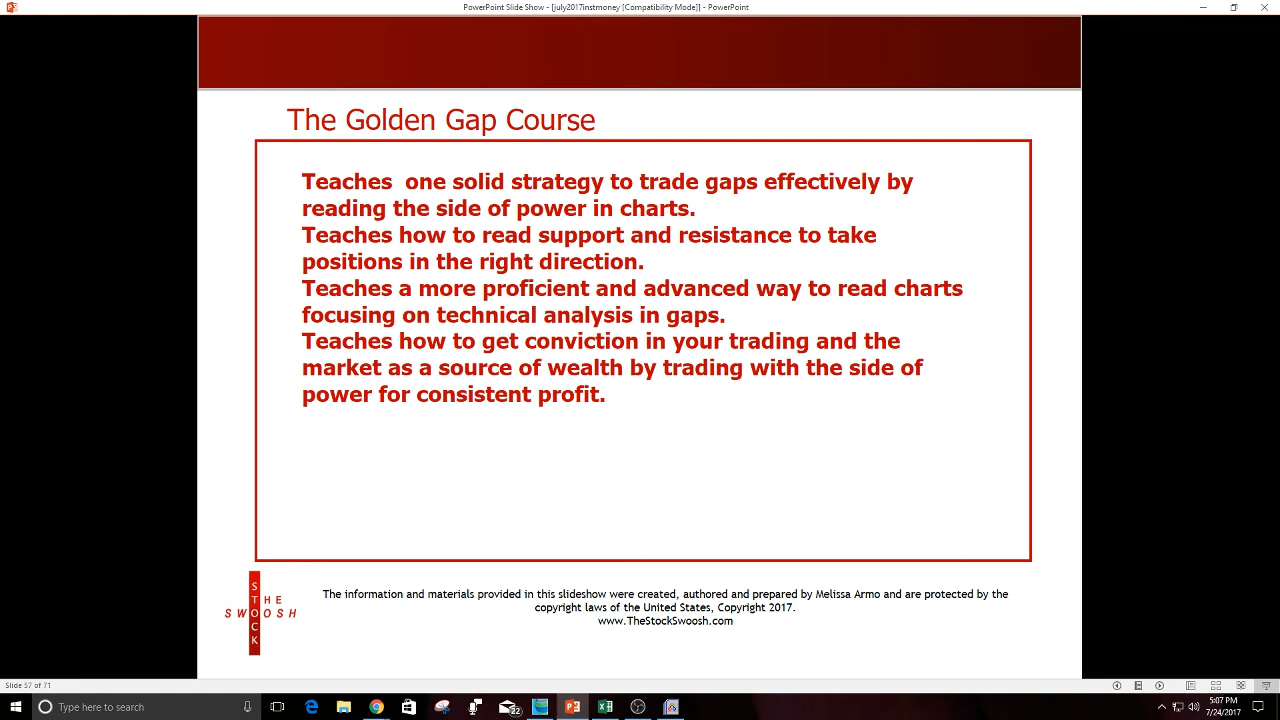 PowerPoint Slide Show - [july2017instmoney [Compatibility Mode]] - PowerPoint
The Golden Gap Course
Teaches  one solid strategy to trade gaps effectively by
reading the side of power in charts.
Teaches how to read support and resistance to take
positions in the right direction.
Teaches a more proficient and advanced way to read charts
focusing on technical analysis in gaps.
Teaches how to get conviction in your trading and the
market as a source of wealth by trading with the side of
power for consistent profit.
THE
STOCK
SWOOSH
The information and materials provided in this slideshow were created, authored and prepared by Melissa Armo and are protected by the
copyright laws of the United States, Copyright 2017.
www.TheStockSwoosh.com
Slide 57 of 71
Type here to search
22
5:07 PM
7/24/2017